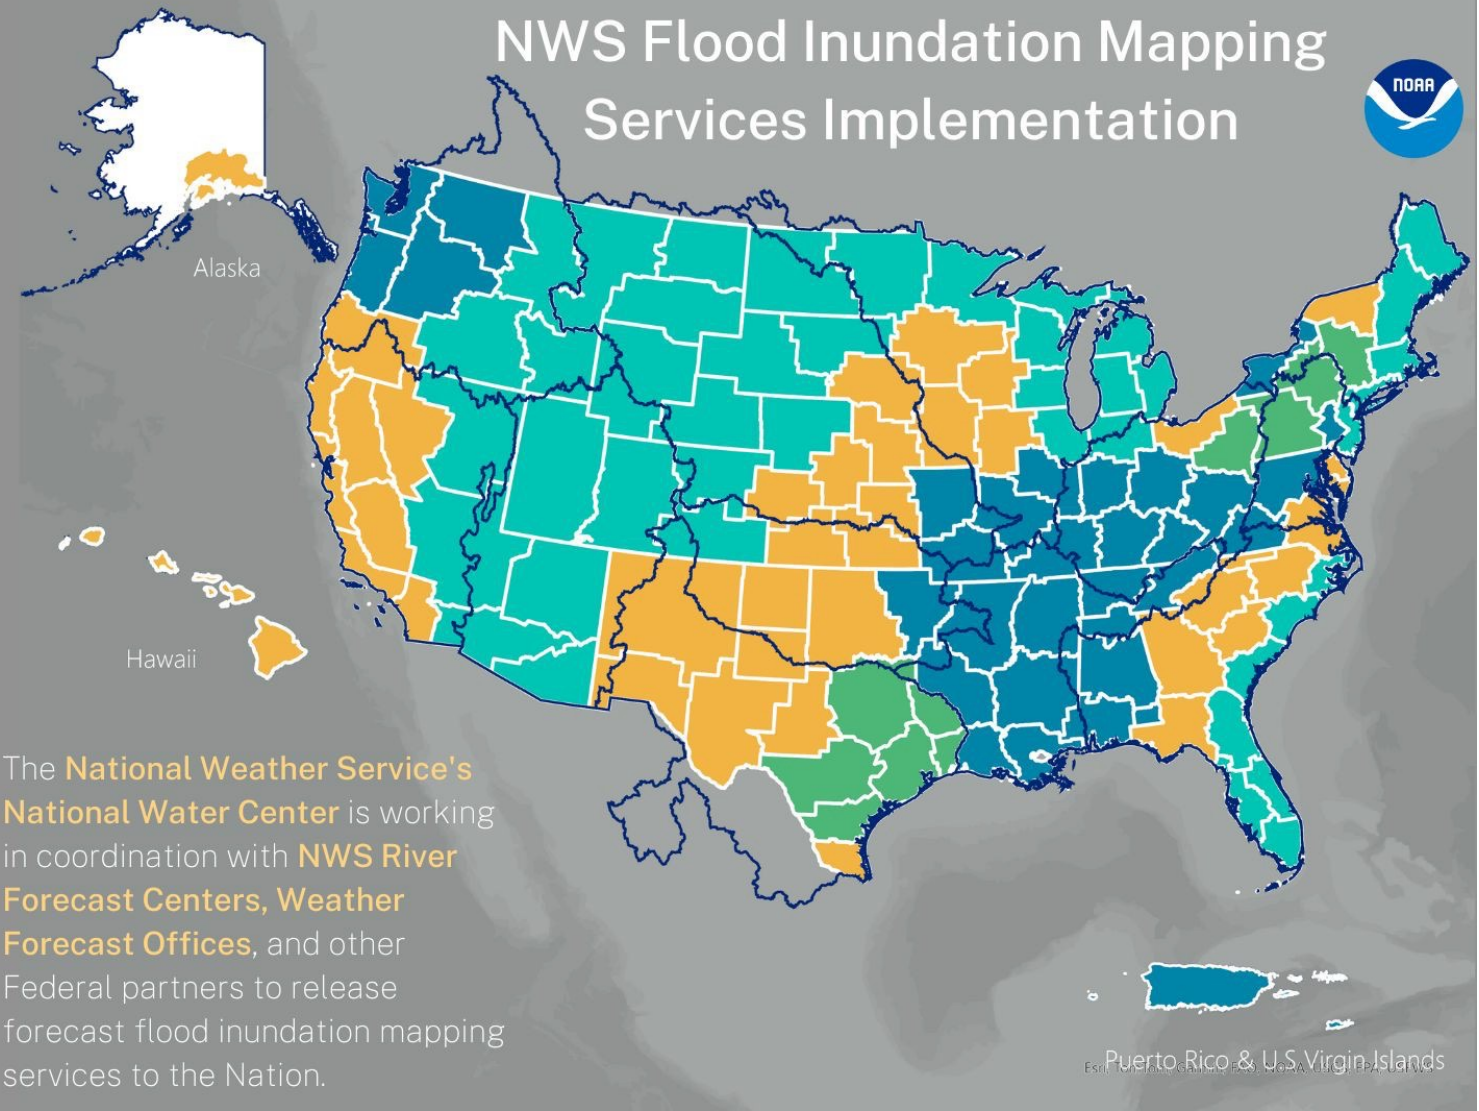 NWS Flood Inundation Mapping
Services Implementation
NOAA
Alaska
Hawaii
The National Weather Service's
National Water Center is working
in coordination with NWS River
Forecast Centers, Weather
Forecast Offices, and other
Federal partners to release
forecast flood inundation mapping
services to the Nation.
Puerto Rico & U.S. Virgin Islands
Esri,